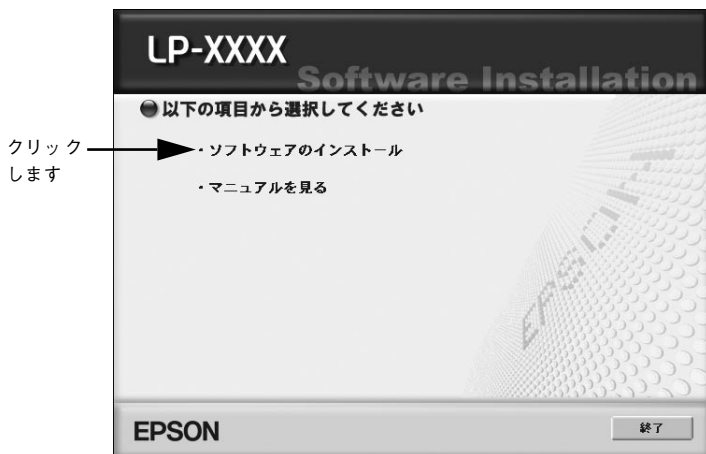 LP-XXXX
Software Installation
以下の項目から選択してください
クリック
します
・ソフトウェアのインストール
・マニュアルを見る
EPSON
EPSON
終了